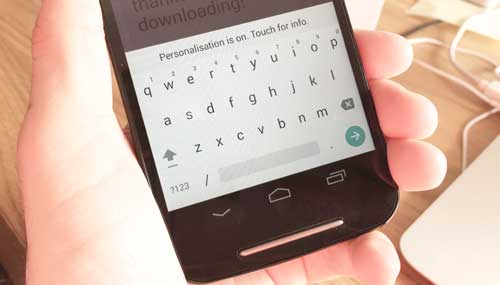 thank
downloading!
Personalisation is on. Touch for info.
1 2 3 4 5 6 7 8 9 0
q w e r t y u i o p
a s d f g h j k l
z x c v b n m
?123 / .